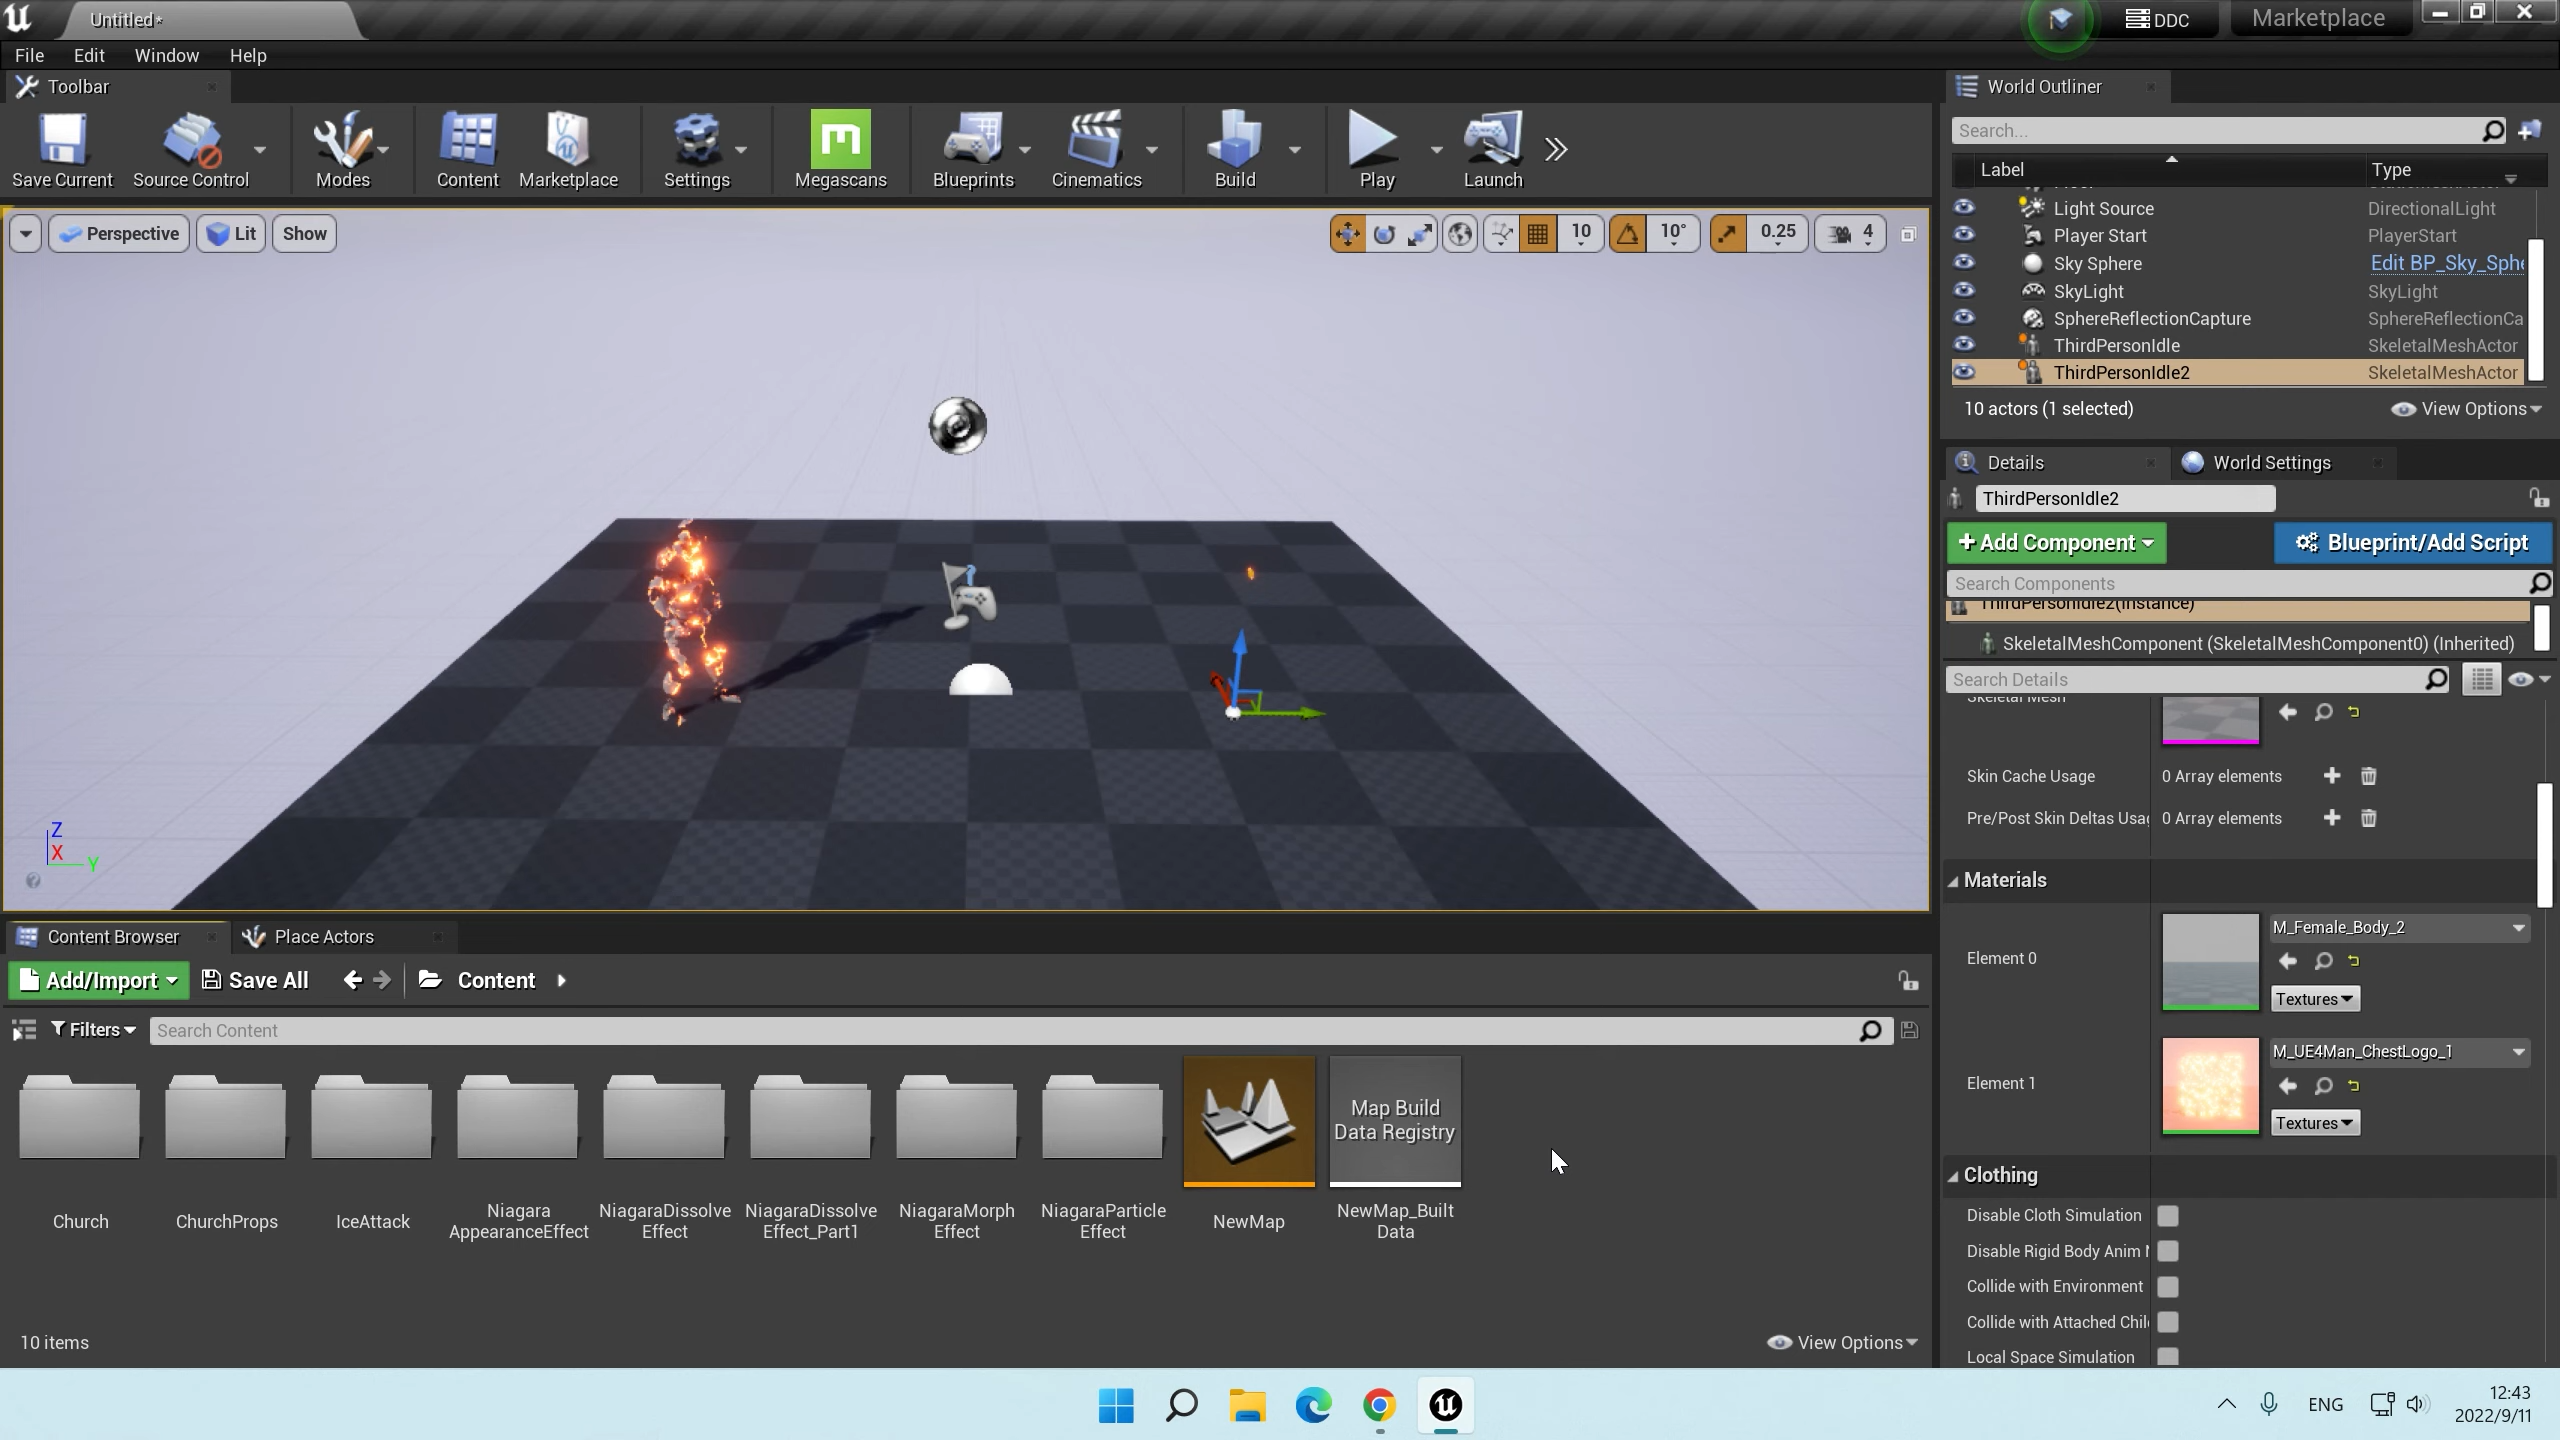 Untitled*
DDC
Marketplace
File Edit Window Help
Toolbar
World Outliner
Save Current
Source Control
Modes
Content
Marketplace
Settings
Megascans
Blueprints
Cinematics
Build
Play
Launch
Search...
Label Type
Light Source DirectionalLight
Player Start PlayerStart
Sky Sphere Edit BP_Sky_Sphe
SkyLight SkyLight
SphereReflectionCapture SphereReflectionCa
ThirdPersonIdle SkeletalMeshActor
ThirdPersonIdle2 SkeletalMeshActor
10 actors (1 selected) View Options
Perspective Lit Show
10 10° 0.25 4
Z
X
Y
Details World Settings
ThirdPersonIdle2
+ Add Component Blueprint/Add Script
Search Components
ThirdPersonIdle2(Instance)
SkeletalMeshComponent (SkeletalMeshComponent0) (Inherited)
Search Details
Skeletal Mesh
Skin Cache Usage 0 Array elements
Pre/Post Skin Deltas Usag 0 Array elements
Materials
Element 0 M_Female_Body_2
Textures
Element 1 M_UE4Man_ChestLogo_1
Textures
Clothing
Disable Cloth Simulation
Disable Rigid Body Anim
Collide with Environment
Collide with Attached Chil
Local Space Simulation
Content Browser Place Actors
Add/Import Save All Content
Filters Search Content
Map Build
Data Registry
Church
ChurchProps
IceAttack
Niagara
AppearanceEffect
NiagaraDissolve
Effect
NiagaraDissolve
Effect_Part1
NiagaraMorph
Effect
NiagaraParticle
Effect
NewMap
NewMap_Built
Data
10 items View Options
ENG
12:43
2022/9/11